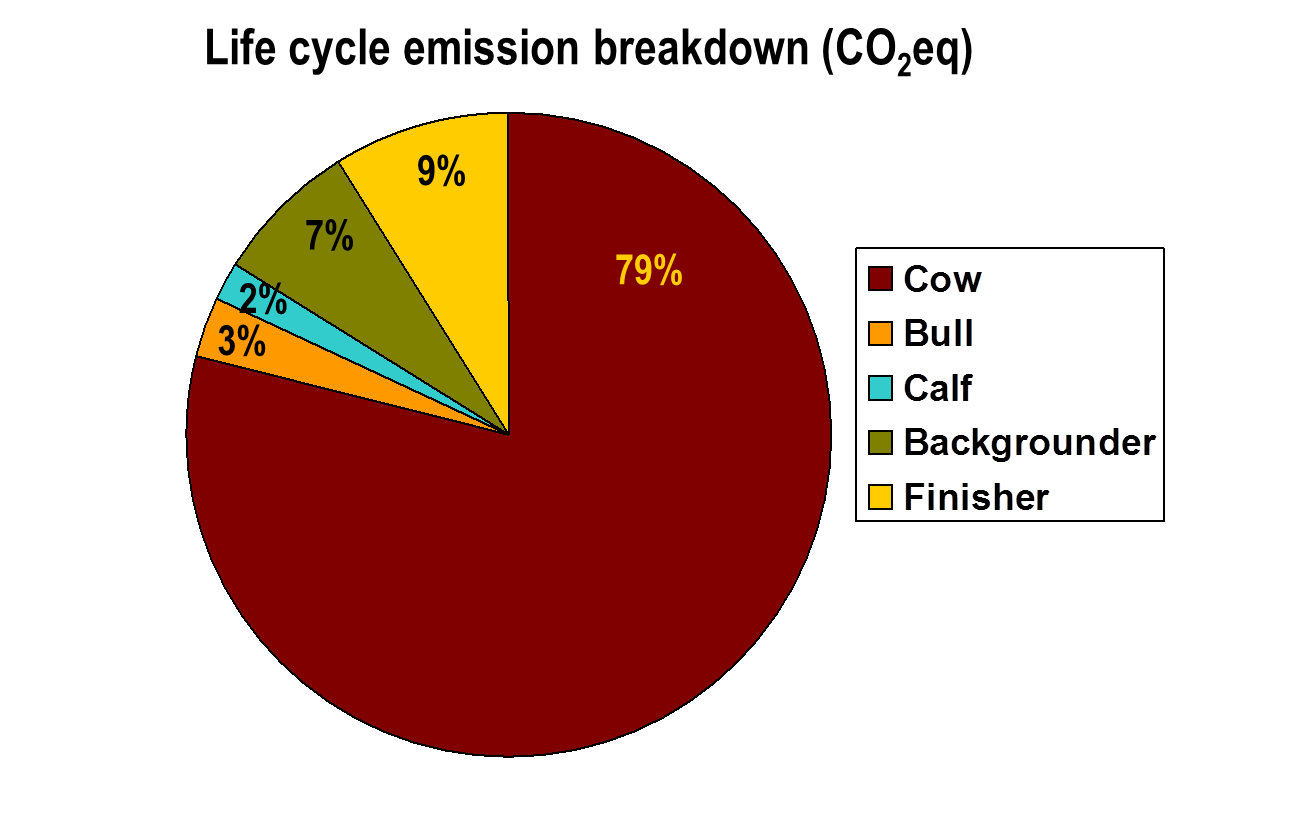 Life cycle emission breakdown (CO₂eq)
9%
7%
79%
2%
3%
Cow
Bull
Calf
Backgrounder
Finisher